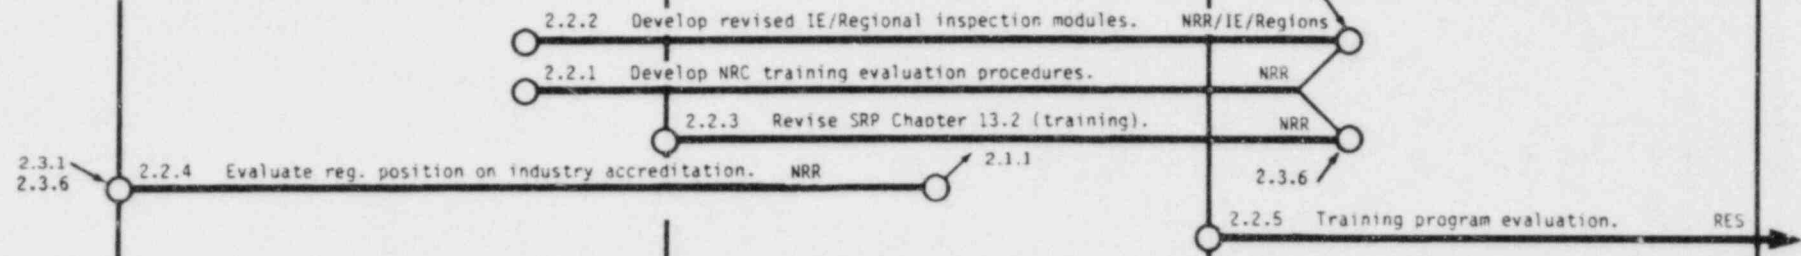 2.2.2 Develop revised IE/Regional inspection modules. NRR/IE/Regions
2.2.1 Develop NRC training evaluation procedures. NRR
2.2.3 Revise SRP Chapter 13.2 (training). NRR
2.3.1
2.3.6
2.2.4 Evaluate reg. position on industry accreditation. NRR
2.1.1
2.3.6
2.2.5 Training program evaluation. RES